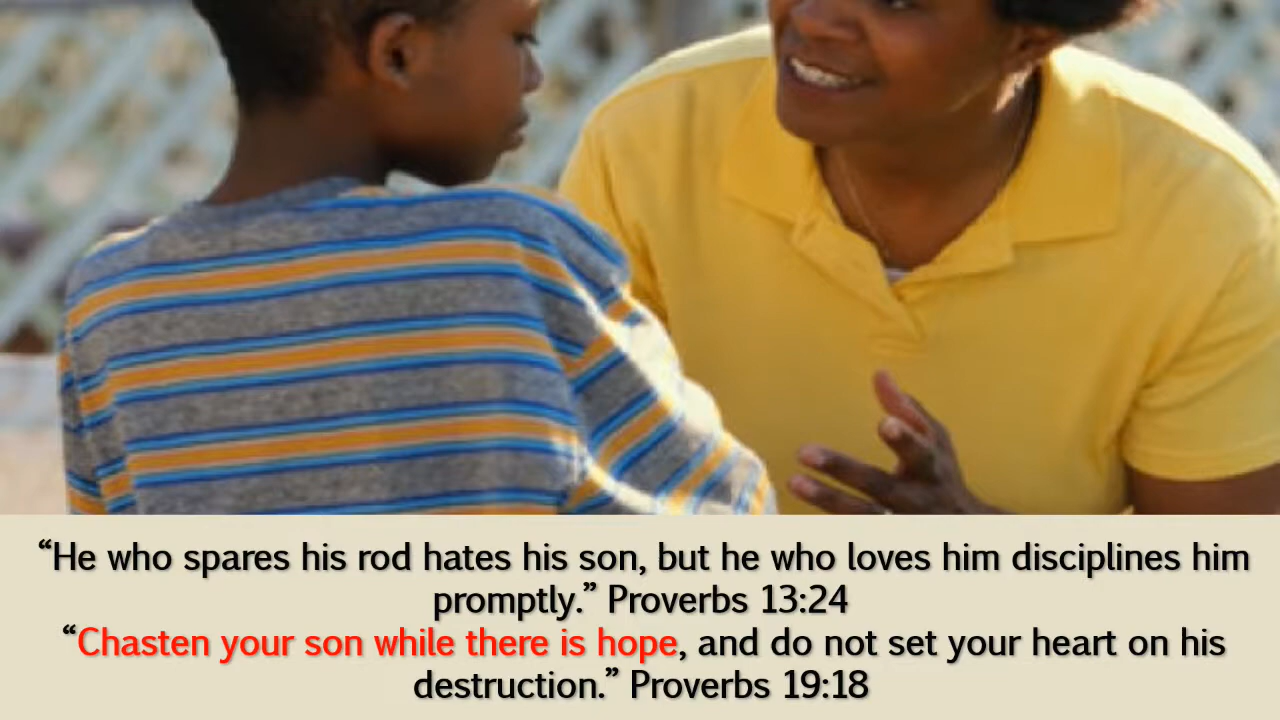 “He who spares his rod hates his son, but he who loves him disciplines him
promptly.” Proverbs 13:24
“Chasten your son while there is hope, and do not set your heart on his
destruction.” Proverbs 19:18